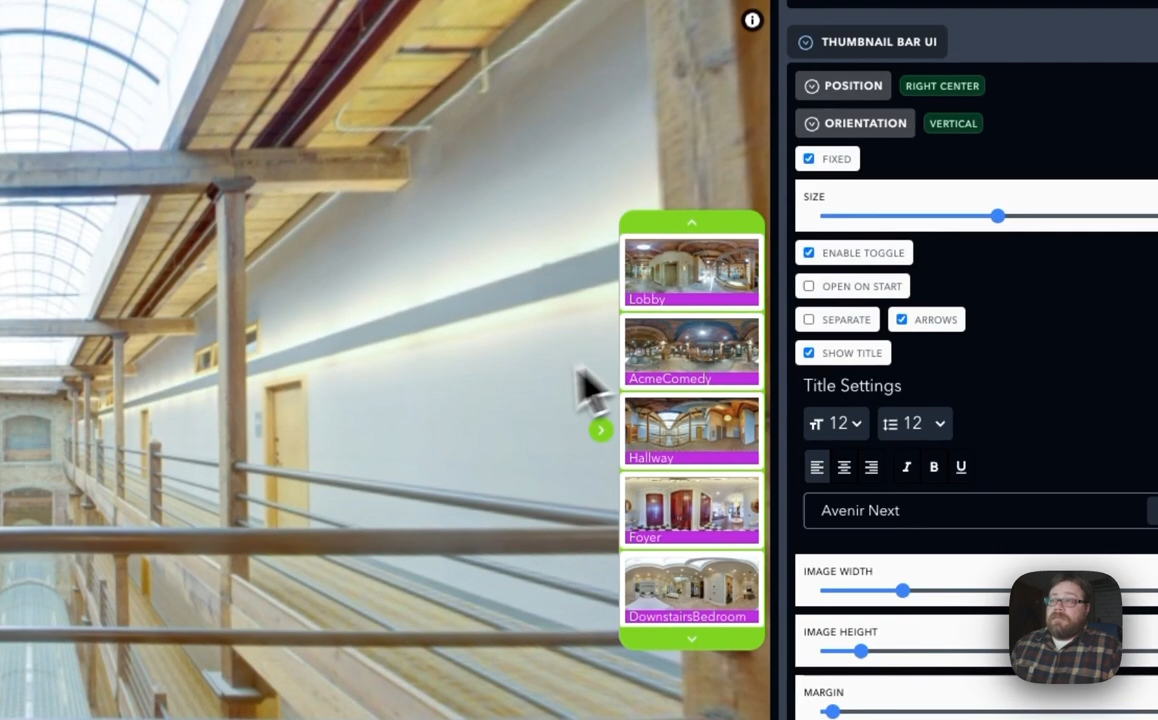 THUMBNAIL BAR UI
POSITION RIGHT CENTER
ORIENTATION VERTICAL
FIXED
SIZE
ENABLE TOGGLE
OPEN ON START
SEPARATE ARROWS
SHOW TITLE
Title Settings
12 12
I B U
Avenir Next
IMAGE WIDTH
IMAGE HEIGHT
MARGIN
Lobby
AcmeComedy
Hallway
Foyer
DownstairsBedroom